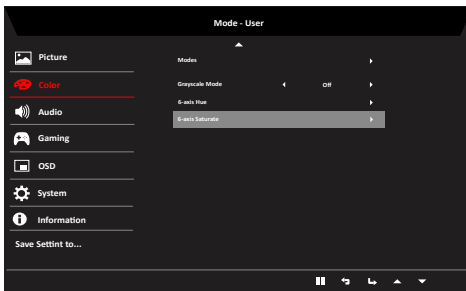 Mode - User
Picture
Color
Audio
Gaming
OSD
System
Information
Save Settint to...
Modes
Grayscale Mode Off
6-axis Hue
6-axis Saturate